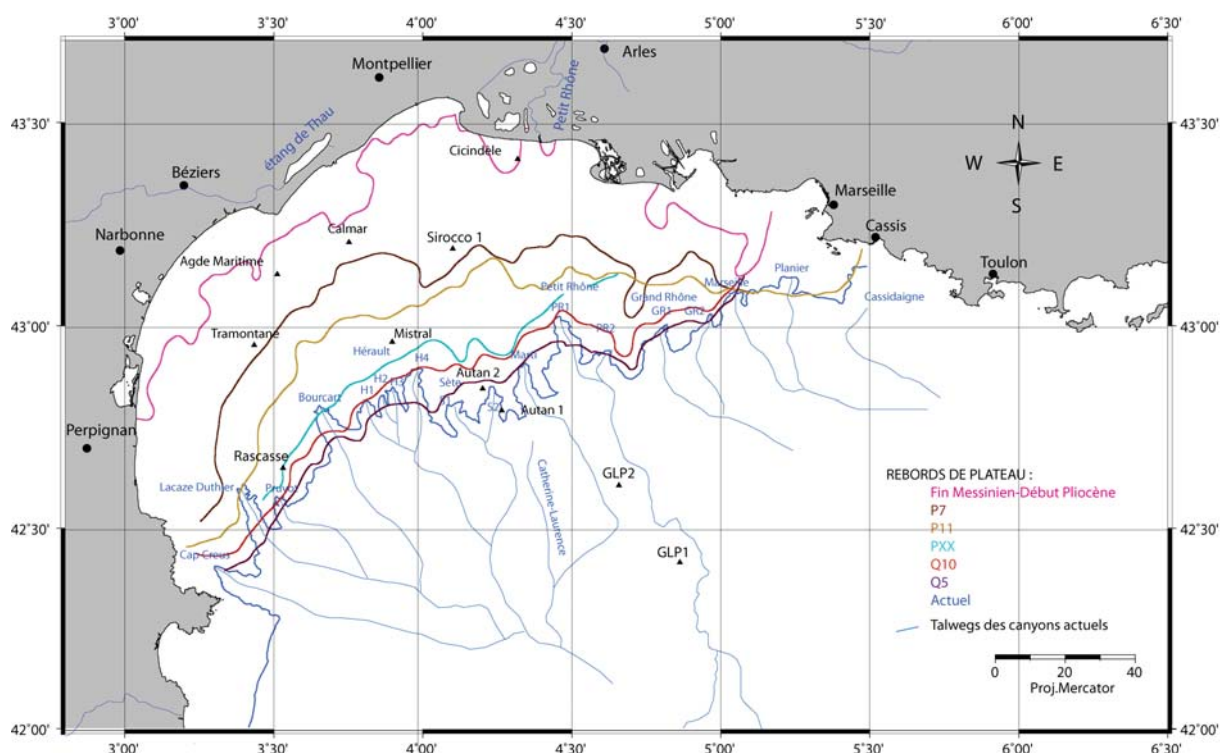 3˚00'
3˚30'
4˚00'
4˚30'
5˚00'
5˚30'
6˚00'
6˚30'
Montpellier
Arles
Petit Rhône
43˚30'
43˚30'
étang de Thau
Cicindèle
N
W
E
S
Béziers
Marseille
Cassis
Narbonne
Calmar
Sirocco 1
Agde Maritime
Toulon
Planier
Marseille
Petit Rhône
Grand Rhône
Cassidaigne
PR1
GR1
GR2
43˚00'
43˚00'
Tramontane
Mistral
PR2
Hérault
H4
Marti
H2
H3
Sète
Autan 2
H1
Bourcart
S2
Autan 1
Perpignan
Rascasse
GLP2
Lacaze Duthier
Pruvot
Catherine-Laurence
REBORDS DE PLATEAU :
Fin Messinien-Début Pliocène
P7
P11
PXX
Q10
Q5
Actuel
42˚30'
42˚30'
Cap Creus
GLP1
Talwegs des canyons actuels
0
20
40
Proj.Mercator
42˚00'
42˚00'
3˚00'
3˚30'
4˚00'
4˚30'
5˚00'
5˚30'
6˚00'
6˚30'